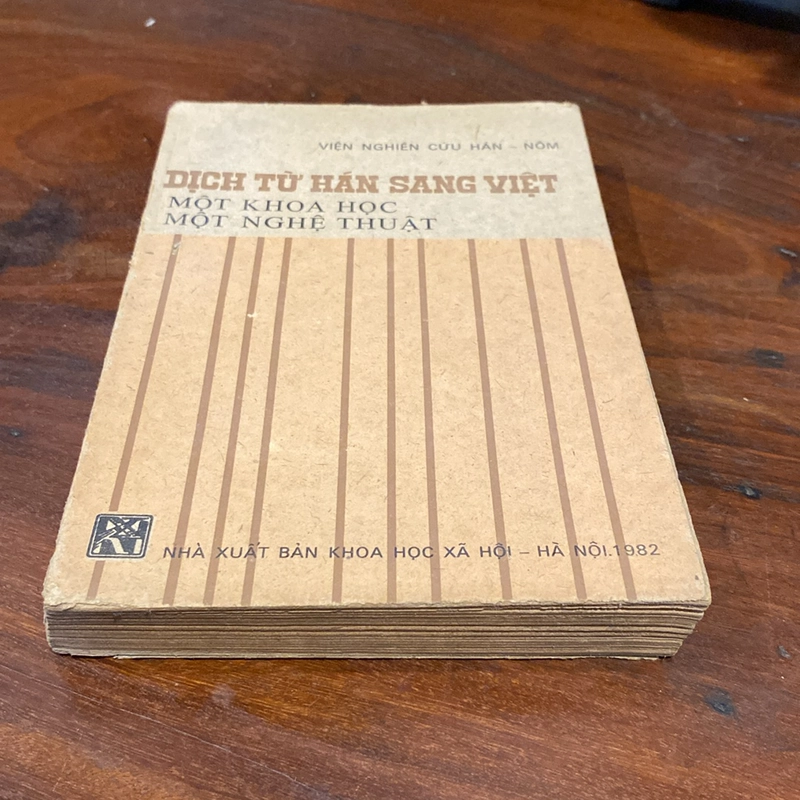 VIỆN NGHIÊN CỨU HÁN – NÔM
DỊCH TỪ HÁN SANG VIỆT
MỘT KHOA HỌC
MỘT NGHỆ THUẬT
NHÀ XUẤT BẢN KHOA HỌC XÃ HỘI – HÀ NỘI.1982